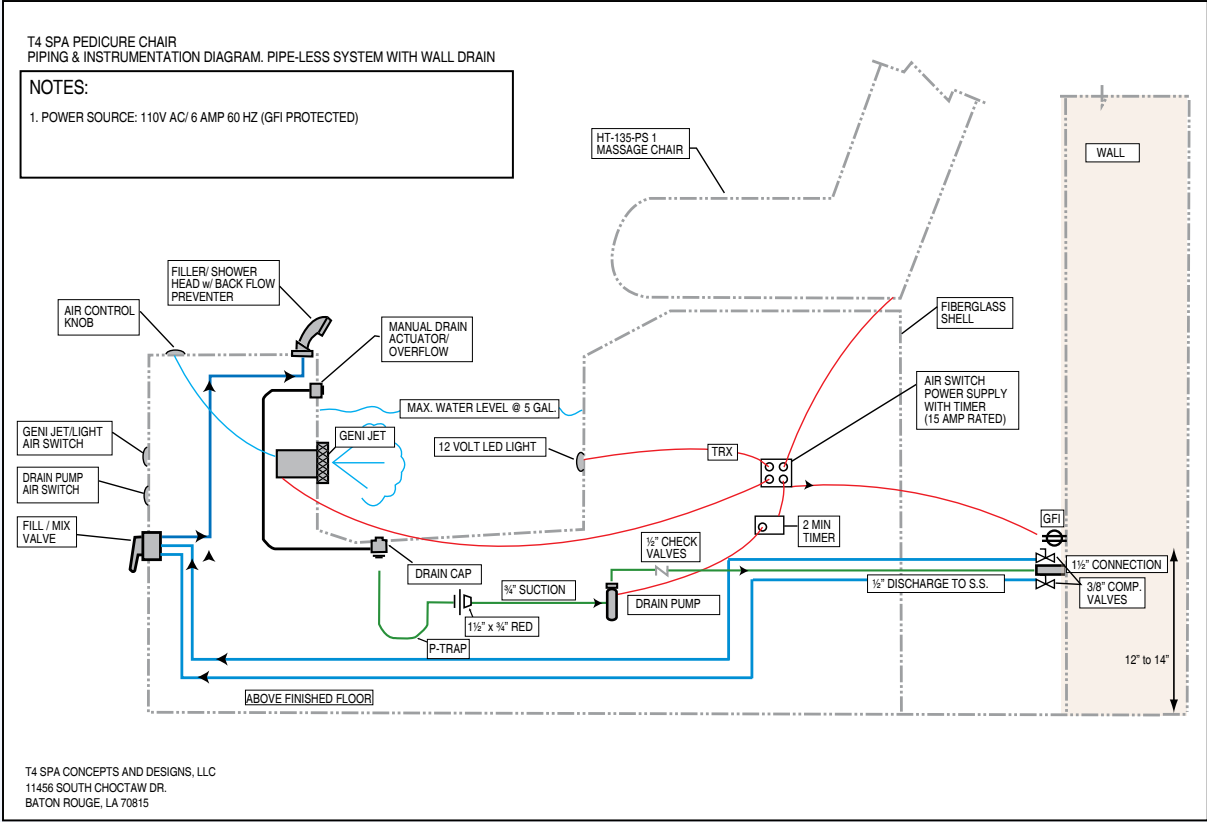 T4 SPA PEDICURE CHAIR
PIPING & INSTRUMENTATION DIAGRAM. PIPE-LESS SYSTEM WITH WALL DRAIN
NOTES:
1. POWER SOURCE: 110V AC/ 6 AMP 60 HZ (GFI PROTECTED)
HT-135-PS 1
MASSAGE CHAIR
WALL
FILLER/ SHOWER
HEAD w/ BACK FLOW
PREVENTER
AIR CONTROL
KNOB
MANUAL DRAIN
ACTUATOR/
OVERFLOW
FIBERGLASS
SHELL
AIR SWITCH
POWER SUPPLY
WITH TIMER
(15 AMP RATED)
MAX. WATER LEVEL @ 5 GAL.
GENI JET/LIGHT
AIR SWITCH
GENI JET
12 VOLT LED LIGHT
TRX
DRAIN PUMP
AIR SWITCH
FILL / MIX
VALVE
2 MIN
TIMER
GFI
½" CHECK
VALVES
1½" CONNECTION
DRAIN CAP
¾" SUCTION
½" DISCHARGE TO S.S.
3/8" COMP.
VALVES
DRAIN PUMP
1½" x ¾" RED
P-TRAP
12" to 14"
ABOVE FINISHED FLOOR
T4 SPA CONCEPTS AND DESIGNS, LLC
11456 SOUTH CHOCTAW DR.
BATON ROUGE, LA 70815